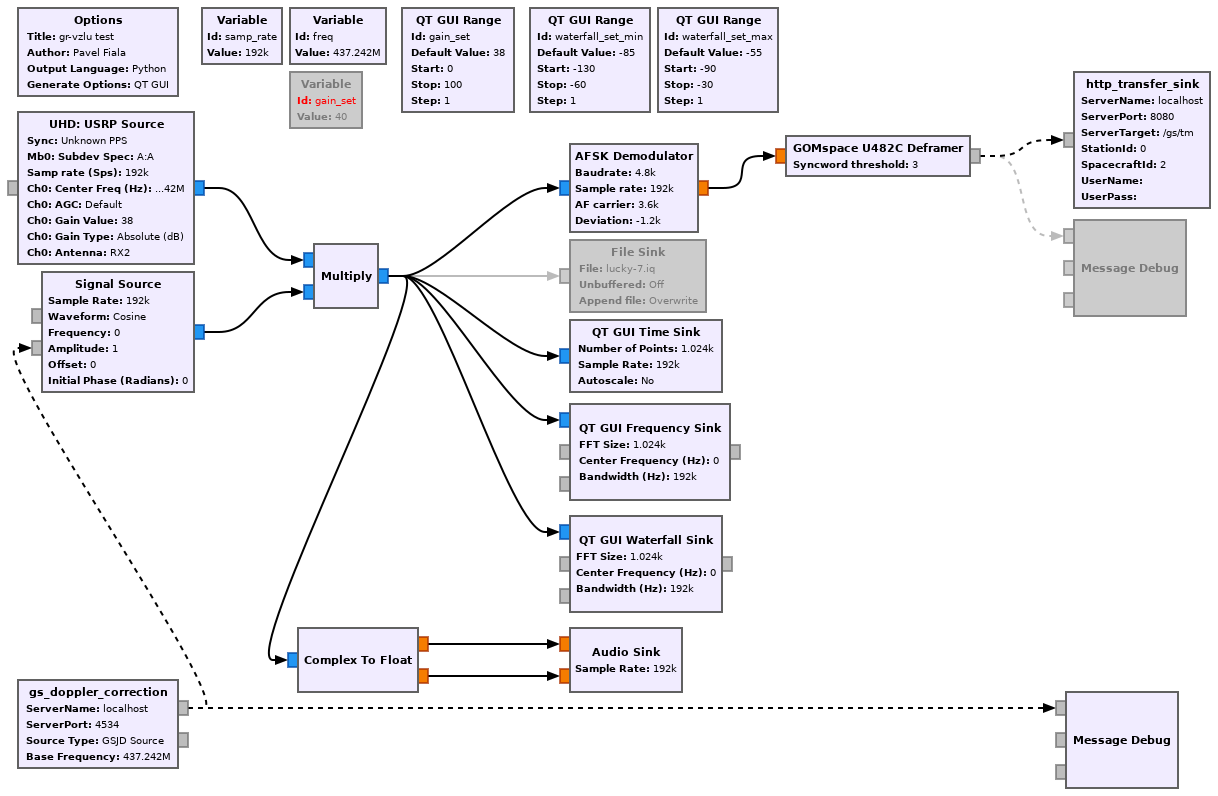 Options
Title: gr-vzlu test
Author: Pavel Fiala
Output Language: Python
Generate Options: QT GUI
Variable
Id: samp_rate
Value: 192k
Variable
Id: freq
Value: 437.242M
Variable
Id: gain_set
Value: 40
QT GUI Range
Id: gain_set
Default Value: 38
Start: 0
Stop: 100
Step: 1
QT GUI Range
Id: waterfall_set_min
Default Value: -85
Start: -130
Stop: -60
Step: 1
QT GUI Range
Id: waterfall_set_max
Default Value: -55
Start: -90
Stop: -30
Step: 1
UHD: USRP Source
Sync: Unknown PPS
Mb0: Subdev Spec: A:A
Samp rate (Sps): 192k
Ch0: Center Freq (Hz): ...42M
Ch0: AGC: Default
Ch0: Gain Value: 38
Ch0: Gain Type: Absolute (dB)
Ch0: Antenna: RX2
Signal Source
Sample Rate: 192k
Waveform: Cosine
Frequency: 0
Amplitude: 1
Offset: 0
Initial Phase (Radians): 0
Multiply
AFSK Demodulator
Baudrate: 4.8k
Sample rate: 192k
AF carrier: 3.6k
Deviation: -1.2k
GOMspace U482C Deframer
Syncword threshold: 3
http_transfer_sink
ServerName: localhost
ServerPort: 8080
ServerTarget: /gs/tm
StationId: 0
SpacecraftId: 2
UserName:
UserPass:
Message Debug
File Sink
File: lucky-7.iq
Unbuffered: Off
Append file: Overwrite
QT GUI Time Sink
Number of Points: 1.024k
Sample Rate: 192k
Autoscale: No
QT GUI Frequency Sink
FFT Size: 1.024k
Center Frequency (Hz): 0
Bandwidth (Hz): 192k
QT GUI Waterfall Sink
FFT Size: 1.024k
Center Frequency (Hz): 0
Bandwidth (Hz): 192k
Complex To Float
Audio Sink
Sample Rate: 192k
gs_doppler_correction
ServerName: localhost
ServerPort: 4534
Source Type: GSJD Source
Base Frequency: 437.242M
Message Debug